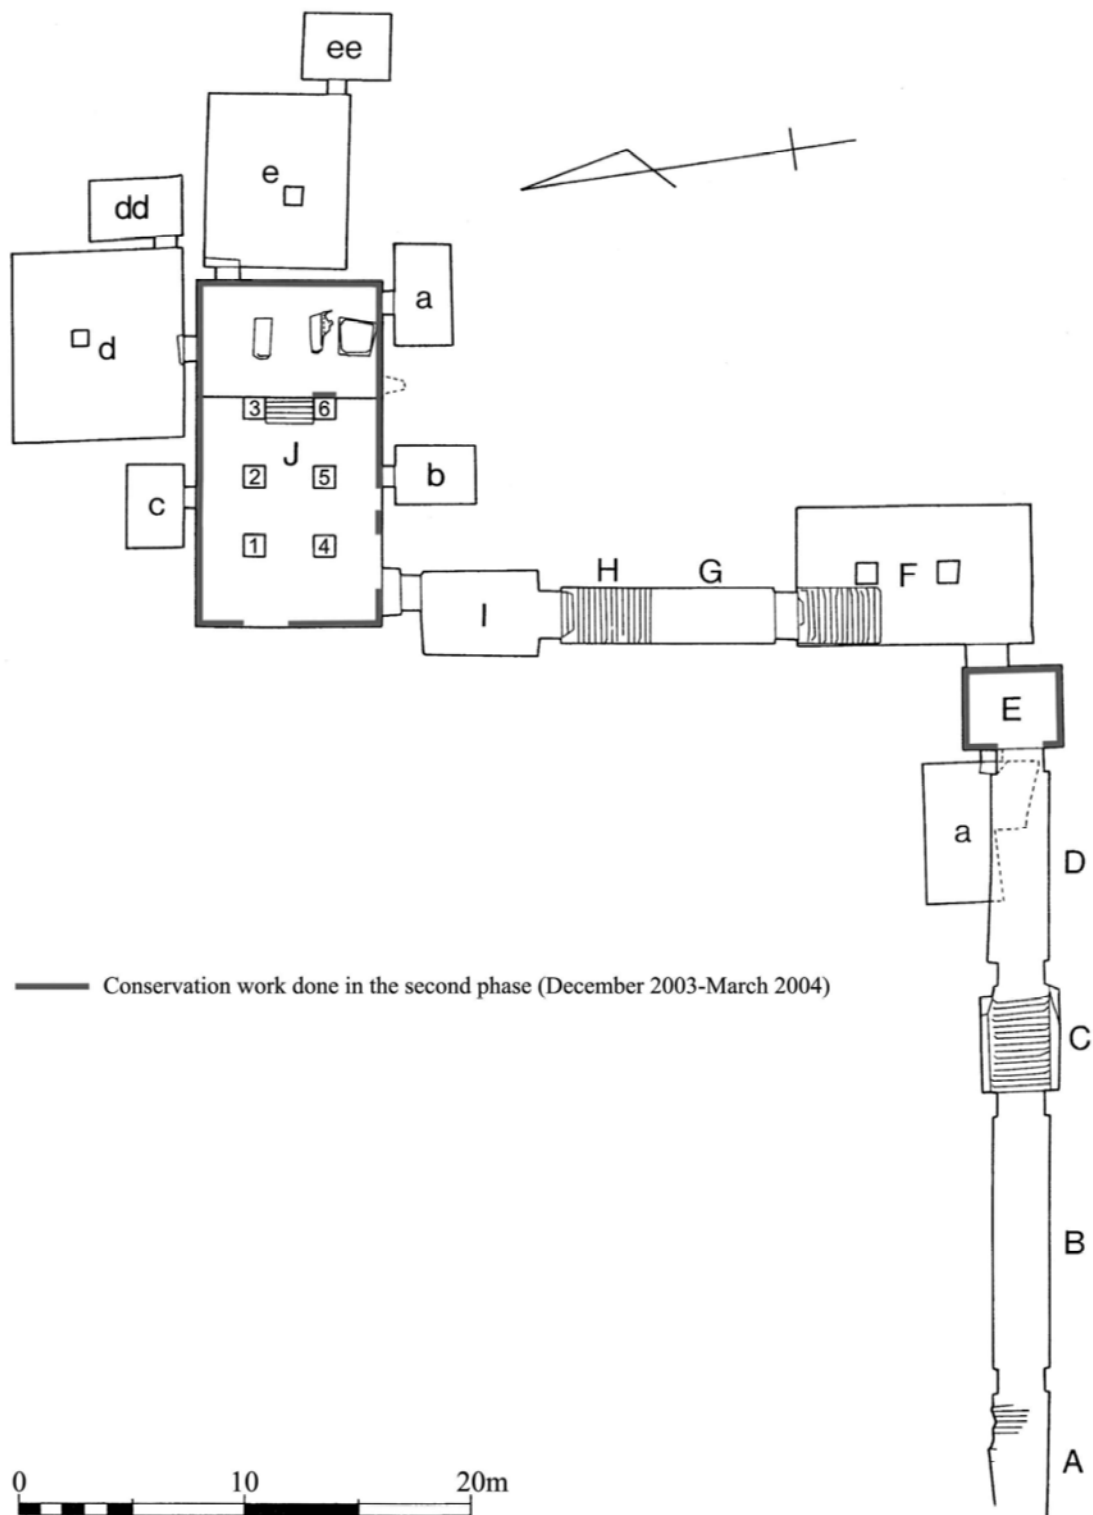 ee
e
dd
a
d
3 6
J
2 5
b
c
1 4
H G
F
I
E
a
D
Conservation work done in the second phase (December 2003-March 2004)
C
B
A
0 10 20m